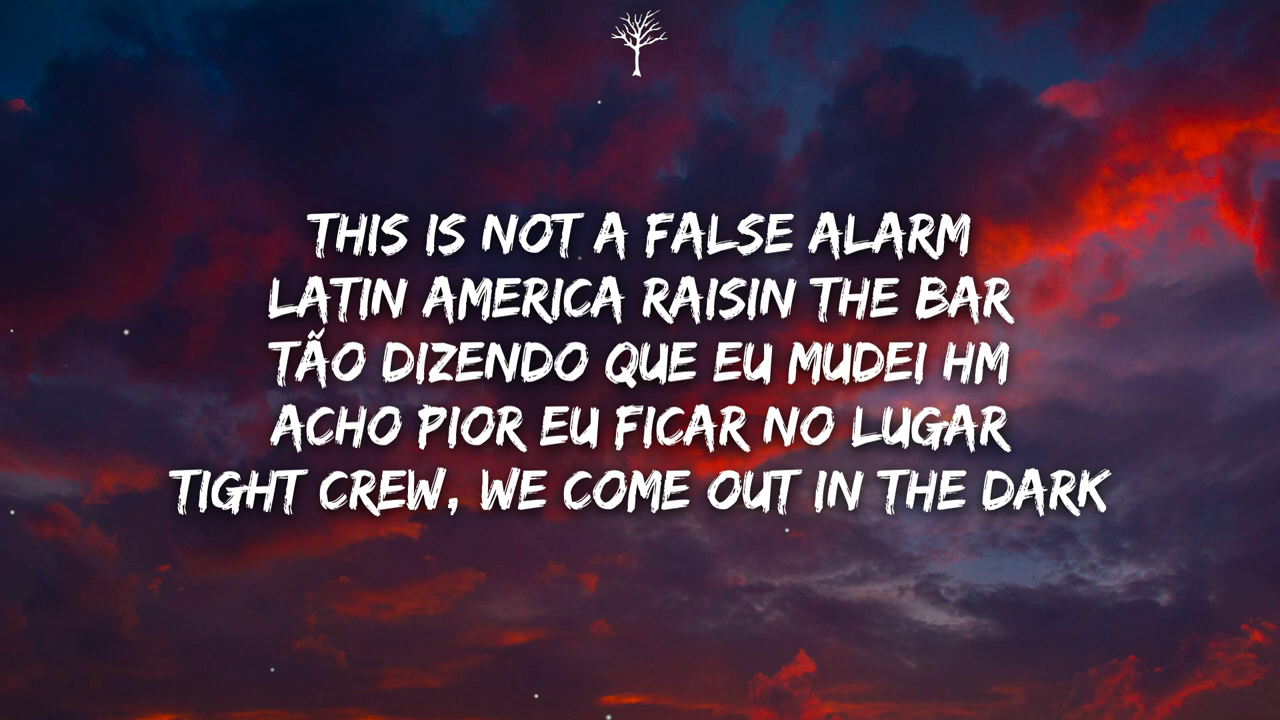 THIS IS NOT A FALSE ALARM
LATIN AMERICA RAISIN THE BAR
TÃO DIZENDO QUE EU MUDEI HM
ACHO PIOR EU FICAR NO LUGAR
TIGHT CREW, WE COME OUT IN THE DARK